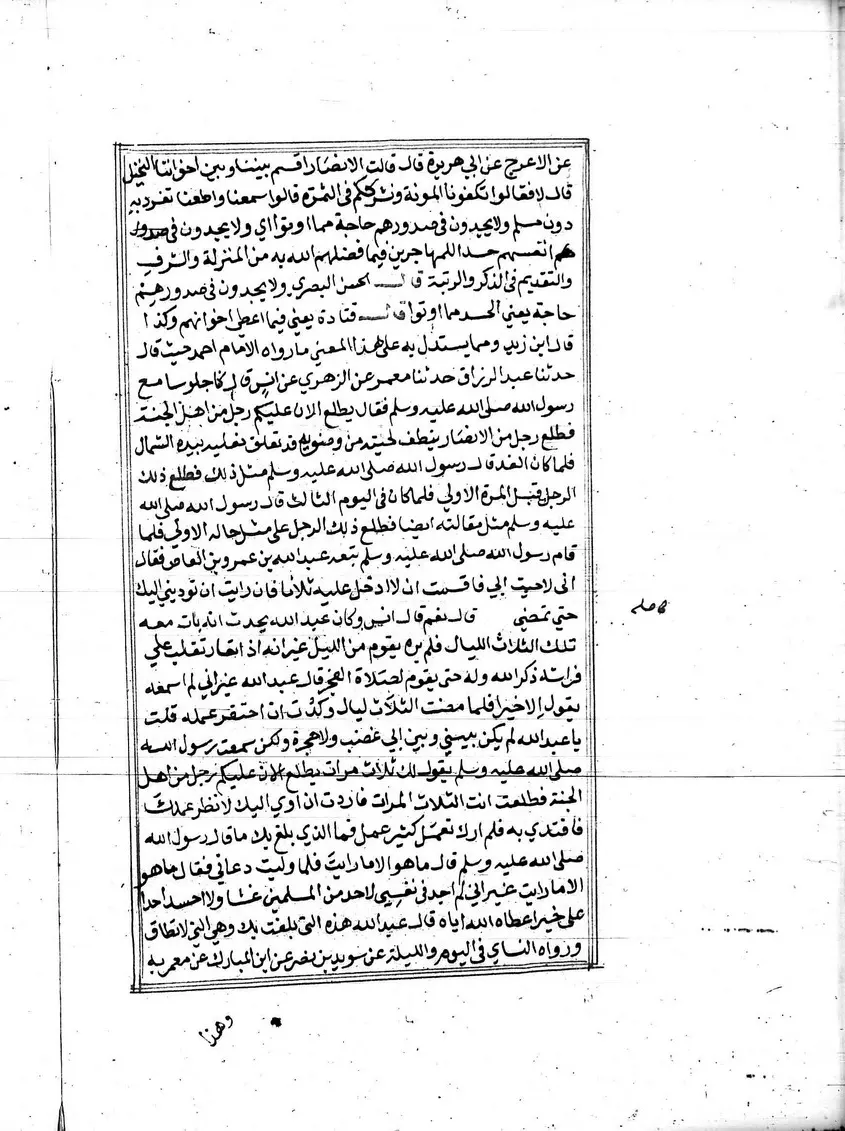 عن الاعرج عن ابي هريرة قال قالت الانصار اقسم بيننا وبين اخواننا النخيل
قال لا فقالوا تكفونا المونة ونشرككم في الثمرة قالوا سمعنا واطعنا تفرد به
دون مسلم ولا يجدون في صدورهم حاجة مما اوتوا اي ولا يجدون في صدور
هم انفسهم حسدا للمهاجرين فيما فضلهم الله به من المنزلة والشرف
والتقديم في الذكر والرتبة قال الحسن البصري ولا يجدون في صدورهم
حاجة يعني الحسد مما اوتوا قال قتادة يعني فيما اعطى اخوانهم وكذا
قال ابن زيد ومما يستدل به على هذا المعني ما رواه الامام احمد حيث قال
حدثنا عبد الرزاق حدثنا معمر عن الزهري عن انس قال كنا جلوسا مع
رسول الله صلى الله عليه وسلم فقال يطلع الان عليكم رجل من اهل الجنة
فطلع رجل من الانصار ينطف لحيته من وضويه قد تعلق نعليه بيده الشمال
فلما كان الغد قال رسول الله صلى الله عليه وسلم مثل ذلك فطلع ذلك
الرجل قبل المرة الاولي فلما كان في اليوم الثالث قال رسول الله صلى الله
عليه وسلم مثل مقالته ايضا فطلع ذلك الرجل على مثل حاله الاولي فلما
قام رسول الله صلى الله عليه وسلم تبعه عبد الله بن عمرو بن العاص فقال
اني لاحيت ابي فاقسمت ان لا ادخل عليه ثلاثا فان رايت ان توديني اليك
حتي تمضي قال نعم قال انس وكان عبد الله يحدث انه بات معه
تلك الثلاث الليال فلم يره يقوم من الليل غير انه اذا تعار تقلب علي
فراشه ذكر الله وله حتى يقوم لصلاة الفجر قال عبد الله غير اني لم اسمعه
يقول الا خيرا فلما مضت الثلاث ليال وكدت ان احتقر عمله قلت
يا عبد الله لم يكن بيني وبين ابي غضب ولا هجرة ولكن سمعت رسول الله
صلى الله عليه وسلم يقول لك ثلاث مرات يطلع الان عليكم رجل من اهل
الجنة فطلعت انت الثلاث المرات فاردت ان اوي اليك لانظر عملك
فاقتدي به فلم ارك تعمل كثير عمل فما الذي بلغ بك ما قال رسول الله
صلى الله عليه وسلم قال ما هو الا ما رايت فلما وليت دعاني فقال ما هو
الا ما رايت غير اني لم اجد في نفسي لاحد من المسلمين غشا ولا احسد احدا
على خير اعطاه الله اياه قال عبد الله هذه التي بلغت بك وهي التي لا تطاق
ورواه النساي في اليوم والليلة عن سويد بن نصر عن ابن المبارك عن معمر به
وهذا